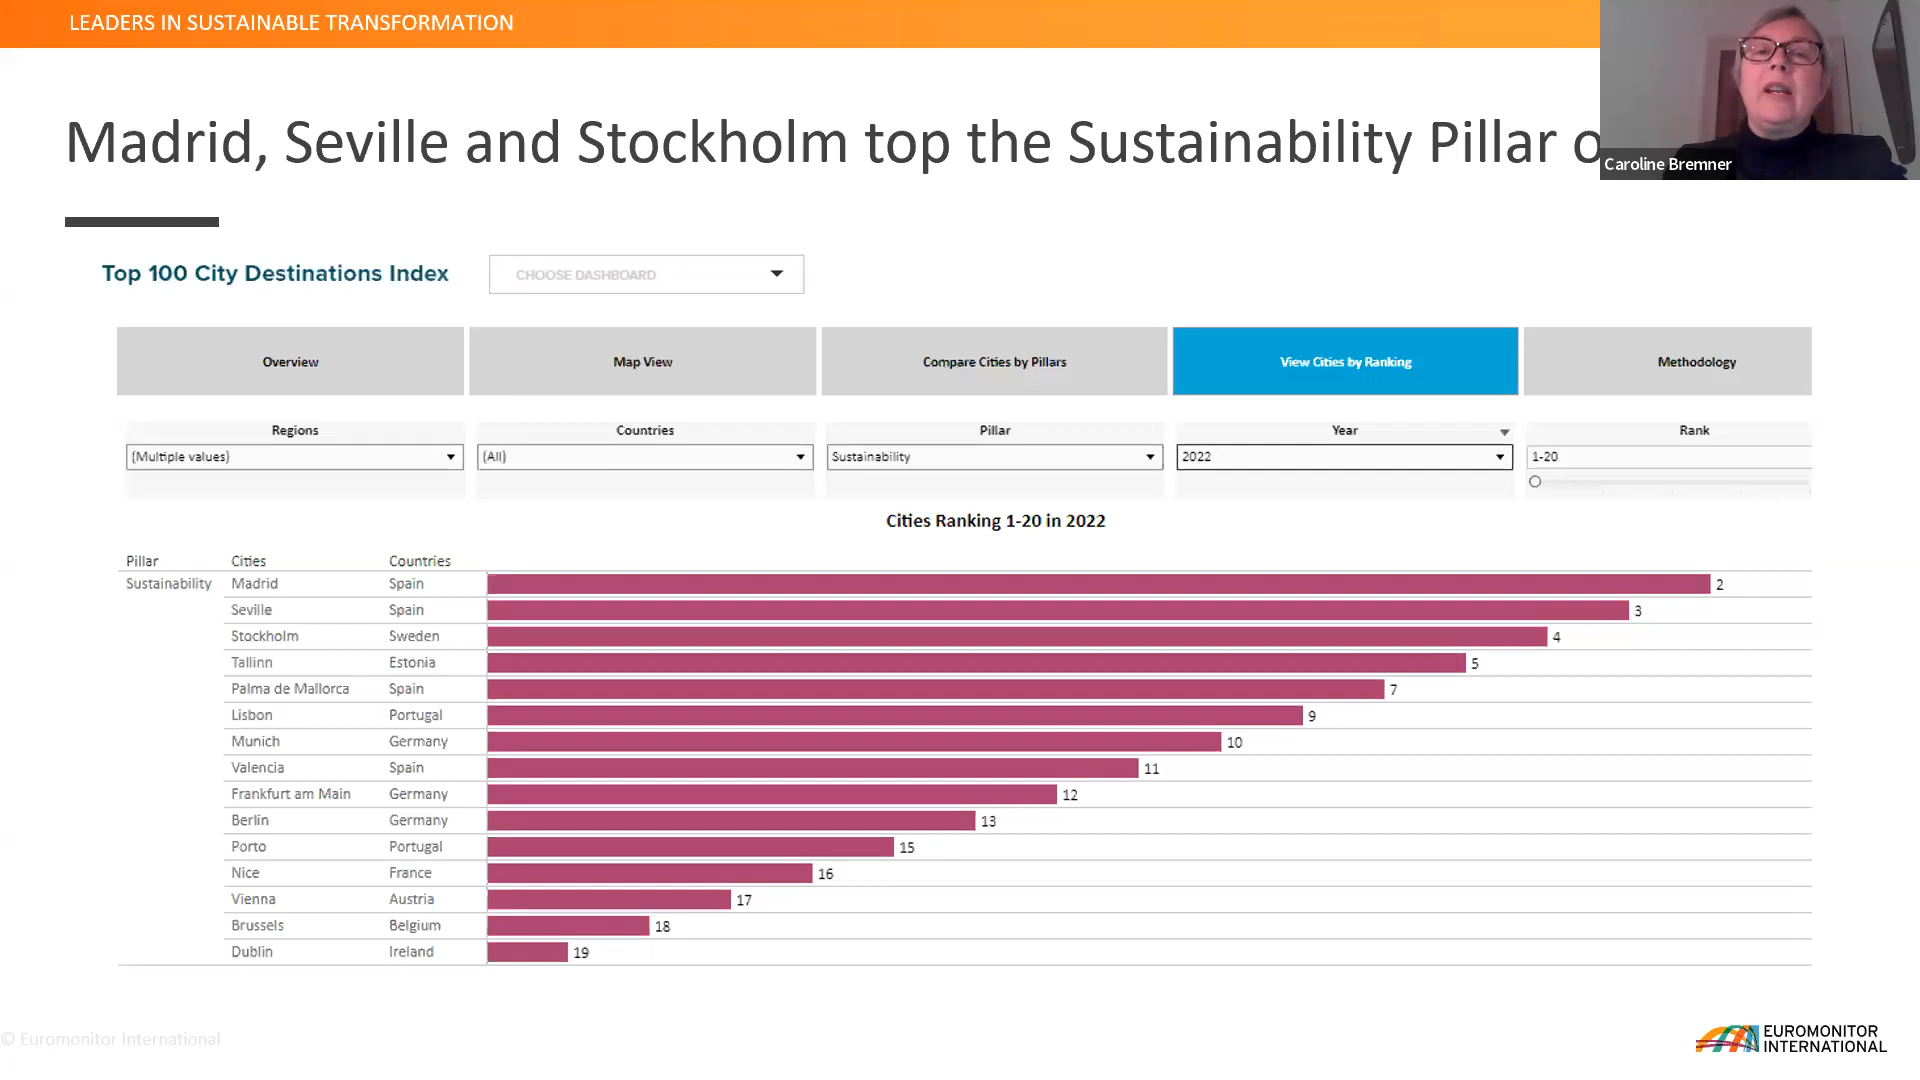 LEADERS IN SUSTAINABLE TRANSFORMATION
Madrid, Seville and Stockholm top the Sustainability Pillar
Caroline Bremner
Top 100 City Destinations Index
CHOOSE DASHBOARD
Overview Map View Compare Cities by Pillars View Cities by Ranking Methodology
Regions Countries Pillar Year Rank
(Multiple values) (All) Sustainability 2022 1-20
Cities Ranking 1-20 in 2022
Pillar Cities Countries
Sustainability Madrid Spain 2
Seville Spain 3
Stockholm Sweden 4
Tallinn Estonia 5
Palma de Mallorca Spain 7
Lisbon Portugal 9
Munich Germany 10
Valencia Spain 11
Frankfurt am Main Germany 12
Berlin Germany 13
Porto Portugal 15
Nice France 16
Vienna Austria 17
Brussels Belgium 18
Dublin Ireland 19
© Euromonitor International
EUROMONITOR
INTERNATIONAL